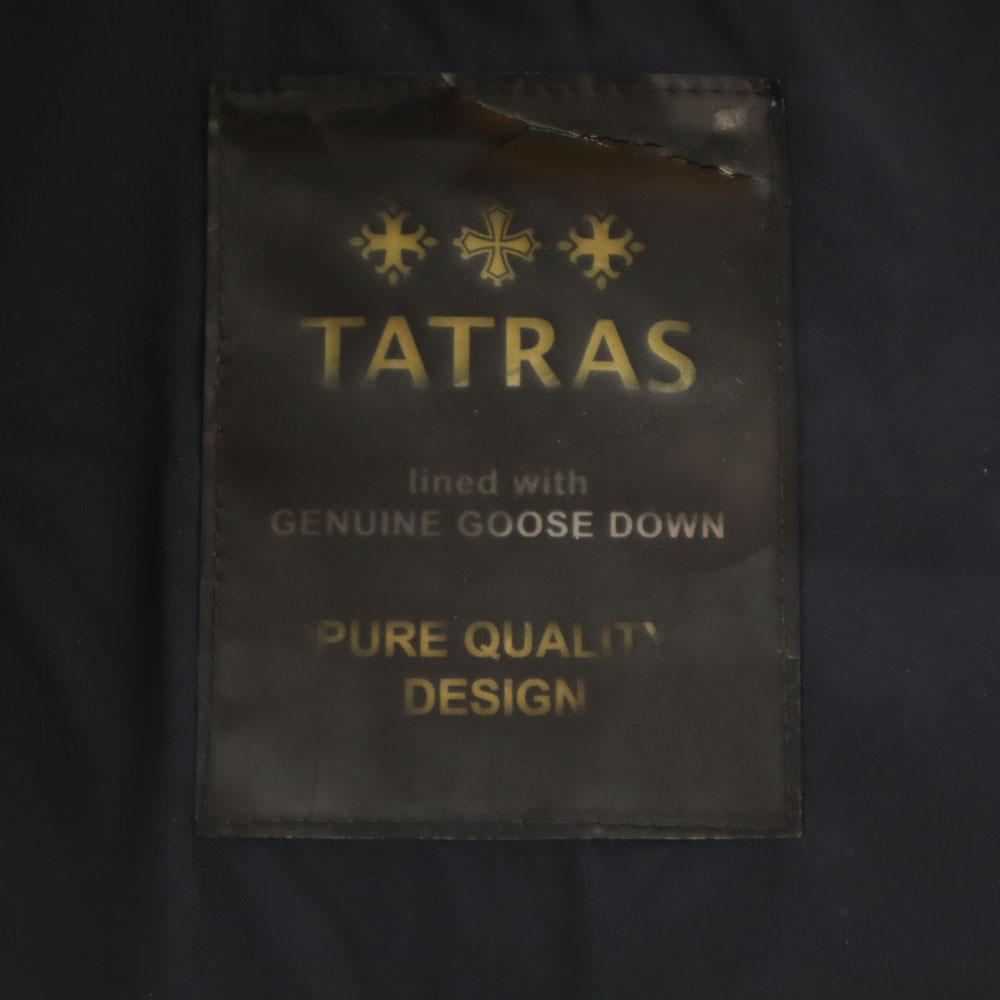 TATRAS
lined with
GENUINE GOOSE DOWN
PURE QUALITY
DESIGN